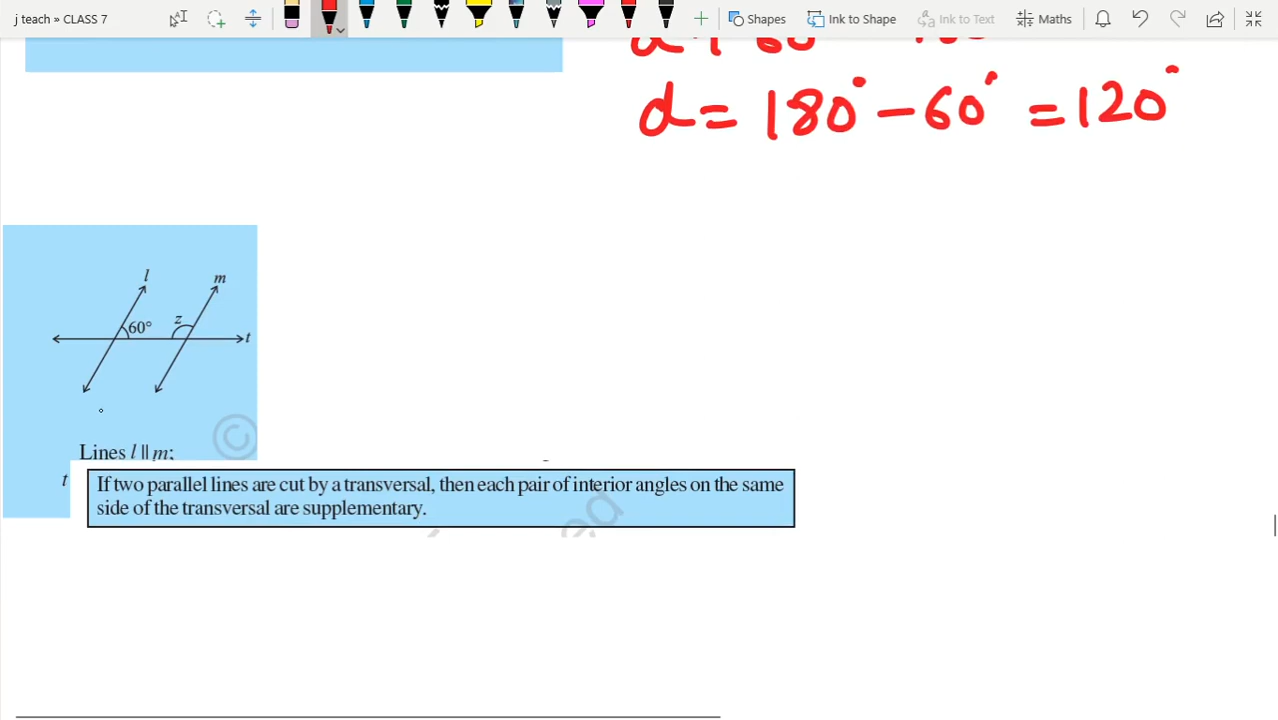 j teach » CLASS 7
Shapes
Ink to Shape
Ink to Text
Maths
d = 180° - 60° = 120°
l
m
60°
z
t
©
Lines l || m;
t
If two parallel lines are cut by a transversal, then each pair of interior angles on the same
side of the transversal are supplementary.